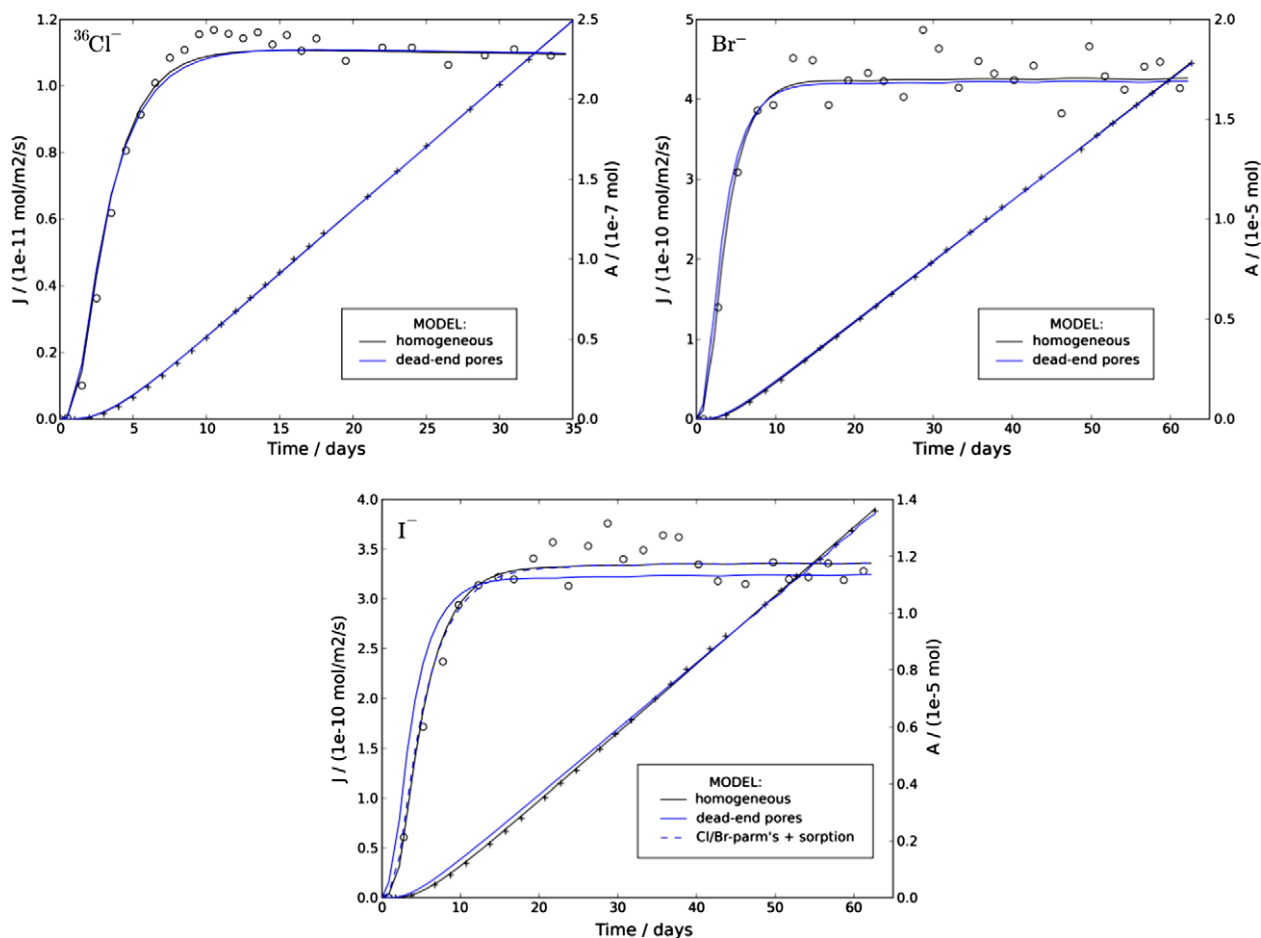 ³⁶Cl⁻
J / (1e-11 mol/m2/s)
1.2
1.0
0.8
0.6
0.4
0.2
0.0
2.5
2.0
1.5
1.0
0.5
0.0
A / (1e-7 mol)
MODEL:
homogeneous
dead-end pores
0 5 10 15 20 25 30 35
Time / days
Br⁻
J / (1e-10 mol/m2/s)
5
4
3
2
1
0
2.0
1.5
1.0
0.5
0.0
A / (1e-5 mol)
MODEL:
homogeneous
dead-end pores
0 10 20 30 40 50 60
Time / days
I⁻
J / (1e-10 mol/m2/s)
4.0
3.5
3.0
2.5
2.0
1.5
1.0
0.5
0.0
1.4
1.2
1.0
0.8
0.6
0.4
0.2
0.0
A / (1e-5 mol)
MODEL:
homogeneous
dead-end pores
Cl/Br-parm's + sorption
0 10 20 30 40 50 60
Time / days